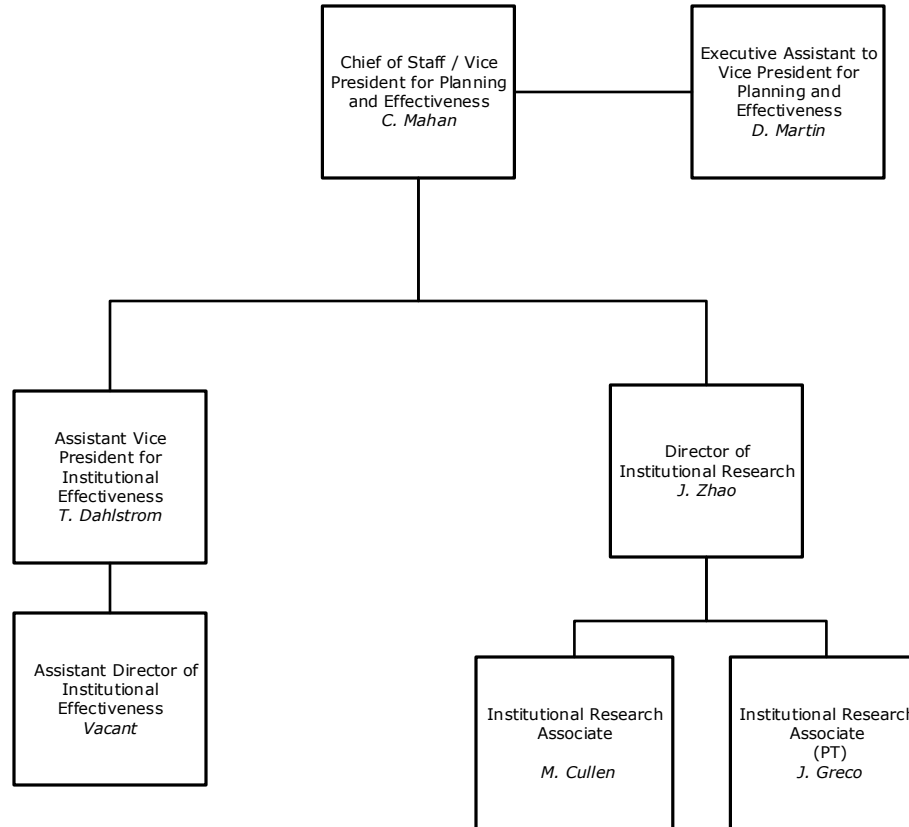 Chief of Staff / Vice
President for Planning
and Effectiveness
C. Mahan
Executive Assistant to
Vice President for
Planning and
Effectiveness
D. Martin
Assistant Vice
President for
Institutional
Effectiveness
T. Dahlstrom
Director of
Institutional Research
J. Zhao
Assistant Director of
Institutional
Effectiveness
Vacant
Institutional Research
Associate
M. Cullen
Institutional Research
Associate
(PT)
J. Greco